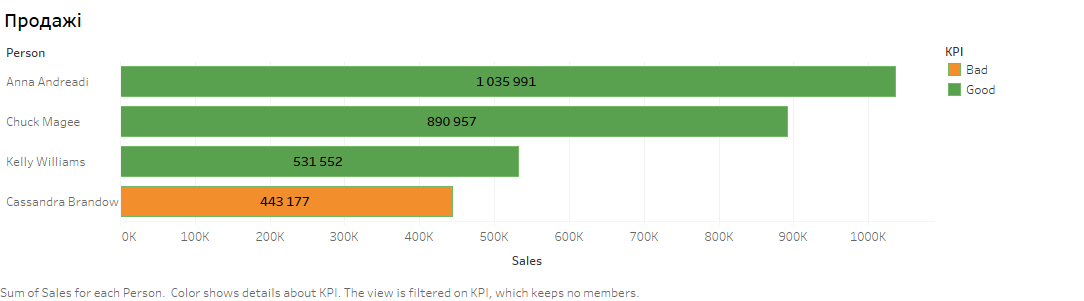 Продажі
Person
KPI
Anna Andreadi 1 035 991
Bad
Good
Chuck Magee 890 957
Kelly Williams 531 552
Cassandra Brandow 443 177
0K 100K 200K 300K 400K 500K 600K 700K 800K 900K 1000K
Sales
Sum of Sales for each Person.  Color shows details about KPI. The view is filtered on KPI, which keeps no members.